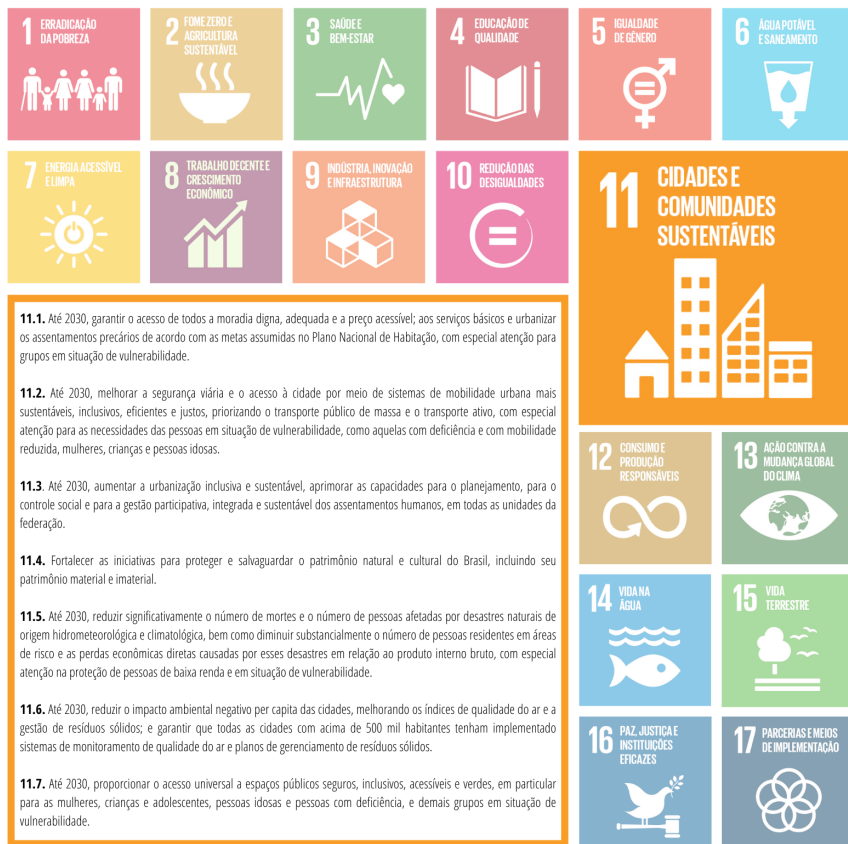 1 ERRADICAÇÃO
DA POBREZA
2 FOME ZERO E
AGRICULTURA
SUSTENTÁVEL
3 SAÚDE E
BEM-ESTAR
4 EDUCAÇÃO DE
QUALIDADE
5 IGUALDADE
DE GÊNERO
6 ÁGUA POTÁVEL
E SANEAMENTO
7 ENERGIA ACESSÍVEL
E LIMPA
8 TRABALHO DECENTE E
CRESCIMENTO
ECONÔMICO
9 INDÚSTRIA, INOVAÇÃO
E INFRAESTRUTURA
10 REDUÇÃO DAS
DESIGUALDADES
11 CIDADES E
COMUNIDADES
SUSTENTÁVEIS
11.1. Até 2030, garantir o acesso de todos a moradia digna, adequada e a preço acessível; aos serviços básicos e urbanizar
os assentamentos precários de acordo com as metas assumidas no Plano Nacional de Habitação, com especial atenção para
grupos em situação de vulnerabilidade.
11.2. Até 2030, melhorar a segurança viária e o acesso à cidade por meio de sistemas de mobilidade urbana mais
sustentáveis, inclusivos, eficientes e justos, priorizando o transporte público de massa e o transporte ativo, com especial
atenção para as necessidades das pessoas em situação de vulnerabilidade, como aquelas com deficiência e com mobilidade
reduzida, mulheres, crianças e pessoas idosas.
11.3. Até 2030, aumentar a urbanização inclusiva e sustentável, aprimorar as capacidades para o planejamento, para o
controle social e para a gestão participativa, integrada e sustentável dos assentamentos humanos, em todas as unidades da
federação.
11.4. Fortalecer as iniciativas para proteger e salvaguardar o patrimônio natural e cultural do Brasil, incluindo seu
patrimônio material e imaterial.
11.5. Até 2030, reduzir significativamente o número de mortes e o número de pessoas afetadas por desastres naturais de
origem hidrometeorológica e climatológica, bem como diminuir substancialmente o número de pessoas residentes em áreas
de risco e as perdas econômicas diretas causadas por esses desastres em relação ao produto interno bruto, com especial
atenção na proteção de pessoas de baixa renda e em situação de vulnerabilidade.
11.6. Até 2030, reduzir o impacto ambiental negativo per capita das cidades, melhorando os índices de qualidade do ar e a
gestão de resíduos sólidos; e garantir que todas as cidades com acima de 500 mil habitantes tenham implementado
sistemas de monitoramento de qualidade do ar e planos de gerenciamento de resíduos sólidos.
11.7. Até 2030, proporcionar o acesso universal a espaços públicos seguros, inclusivos, acessíveis e verdes, em particular
para as mulheres, crianças e adolescentes, pessoas idosas e pessoas com deficiência, e demais grupos em situação de
vulnerabilidade.
12 CONSUMO E
PRODUÇÃO
RESPONSÁVEIS
13 AÇÃO CONTRA A
MUDANÇA GLOBAL
DO CLIMA
14 VIDA NA
ÁGUA
15 VIDA
TERRESTRE
16 PAZ, JUSTIÇA E
INSTITUIÇÕES
EFICAZES
17 PARCERIAS E MEIOS
DE IMPLEMENTAÇÃO